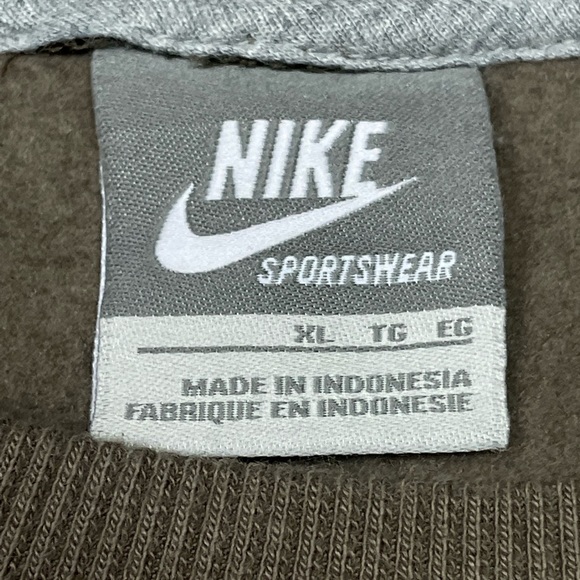 NIKE
SPORTSWEAR
XL TG EG
MADE IN INDONESIA
FABRIQUE EN INDONESIE